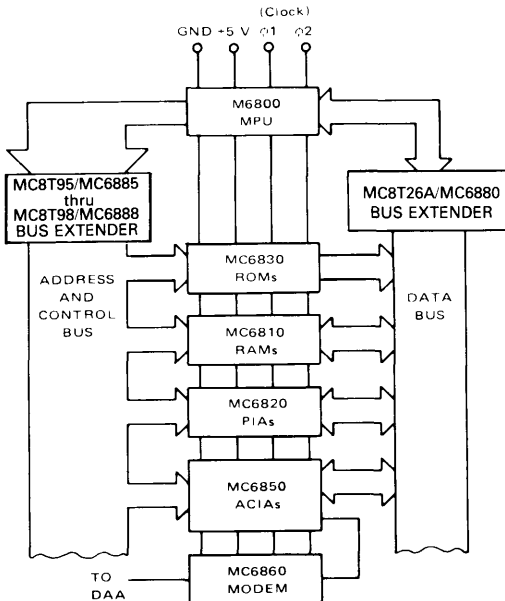 (Clock)
GND +5 V φ1 φ2
M6800
MPU
MC8T95/MC6885
thru
MC8T98/MC6888
BUS EXTENDER
MC8T26A/MC6880
BUS EXTENDER
ADDRESS
AND
CONTROL
BUS
MC6830
ROMs
DATA
BUS
MC6810
RAMs
MC6820
PIAs
MC6850
ACIAs
TO
DAA
MC6860
MODEM